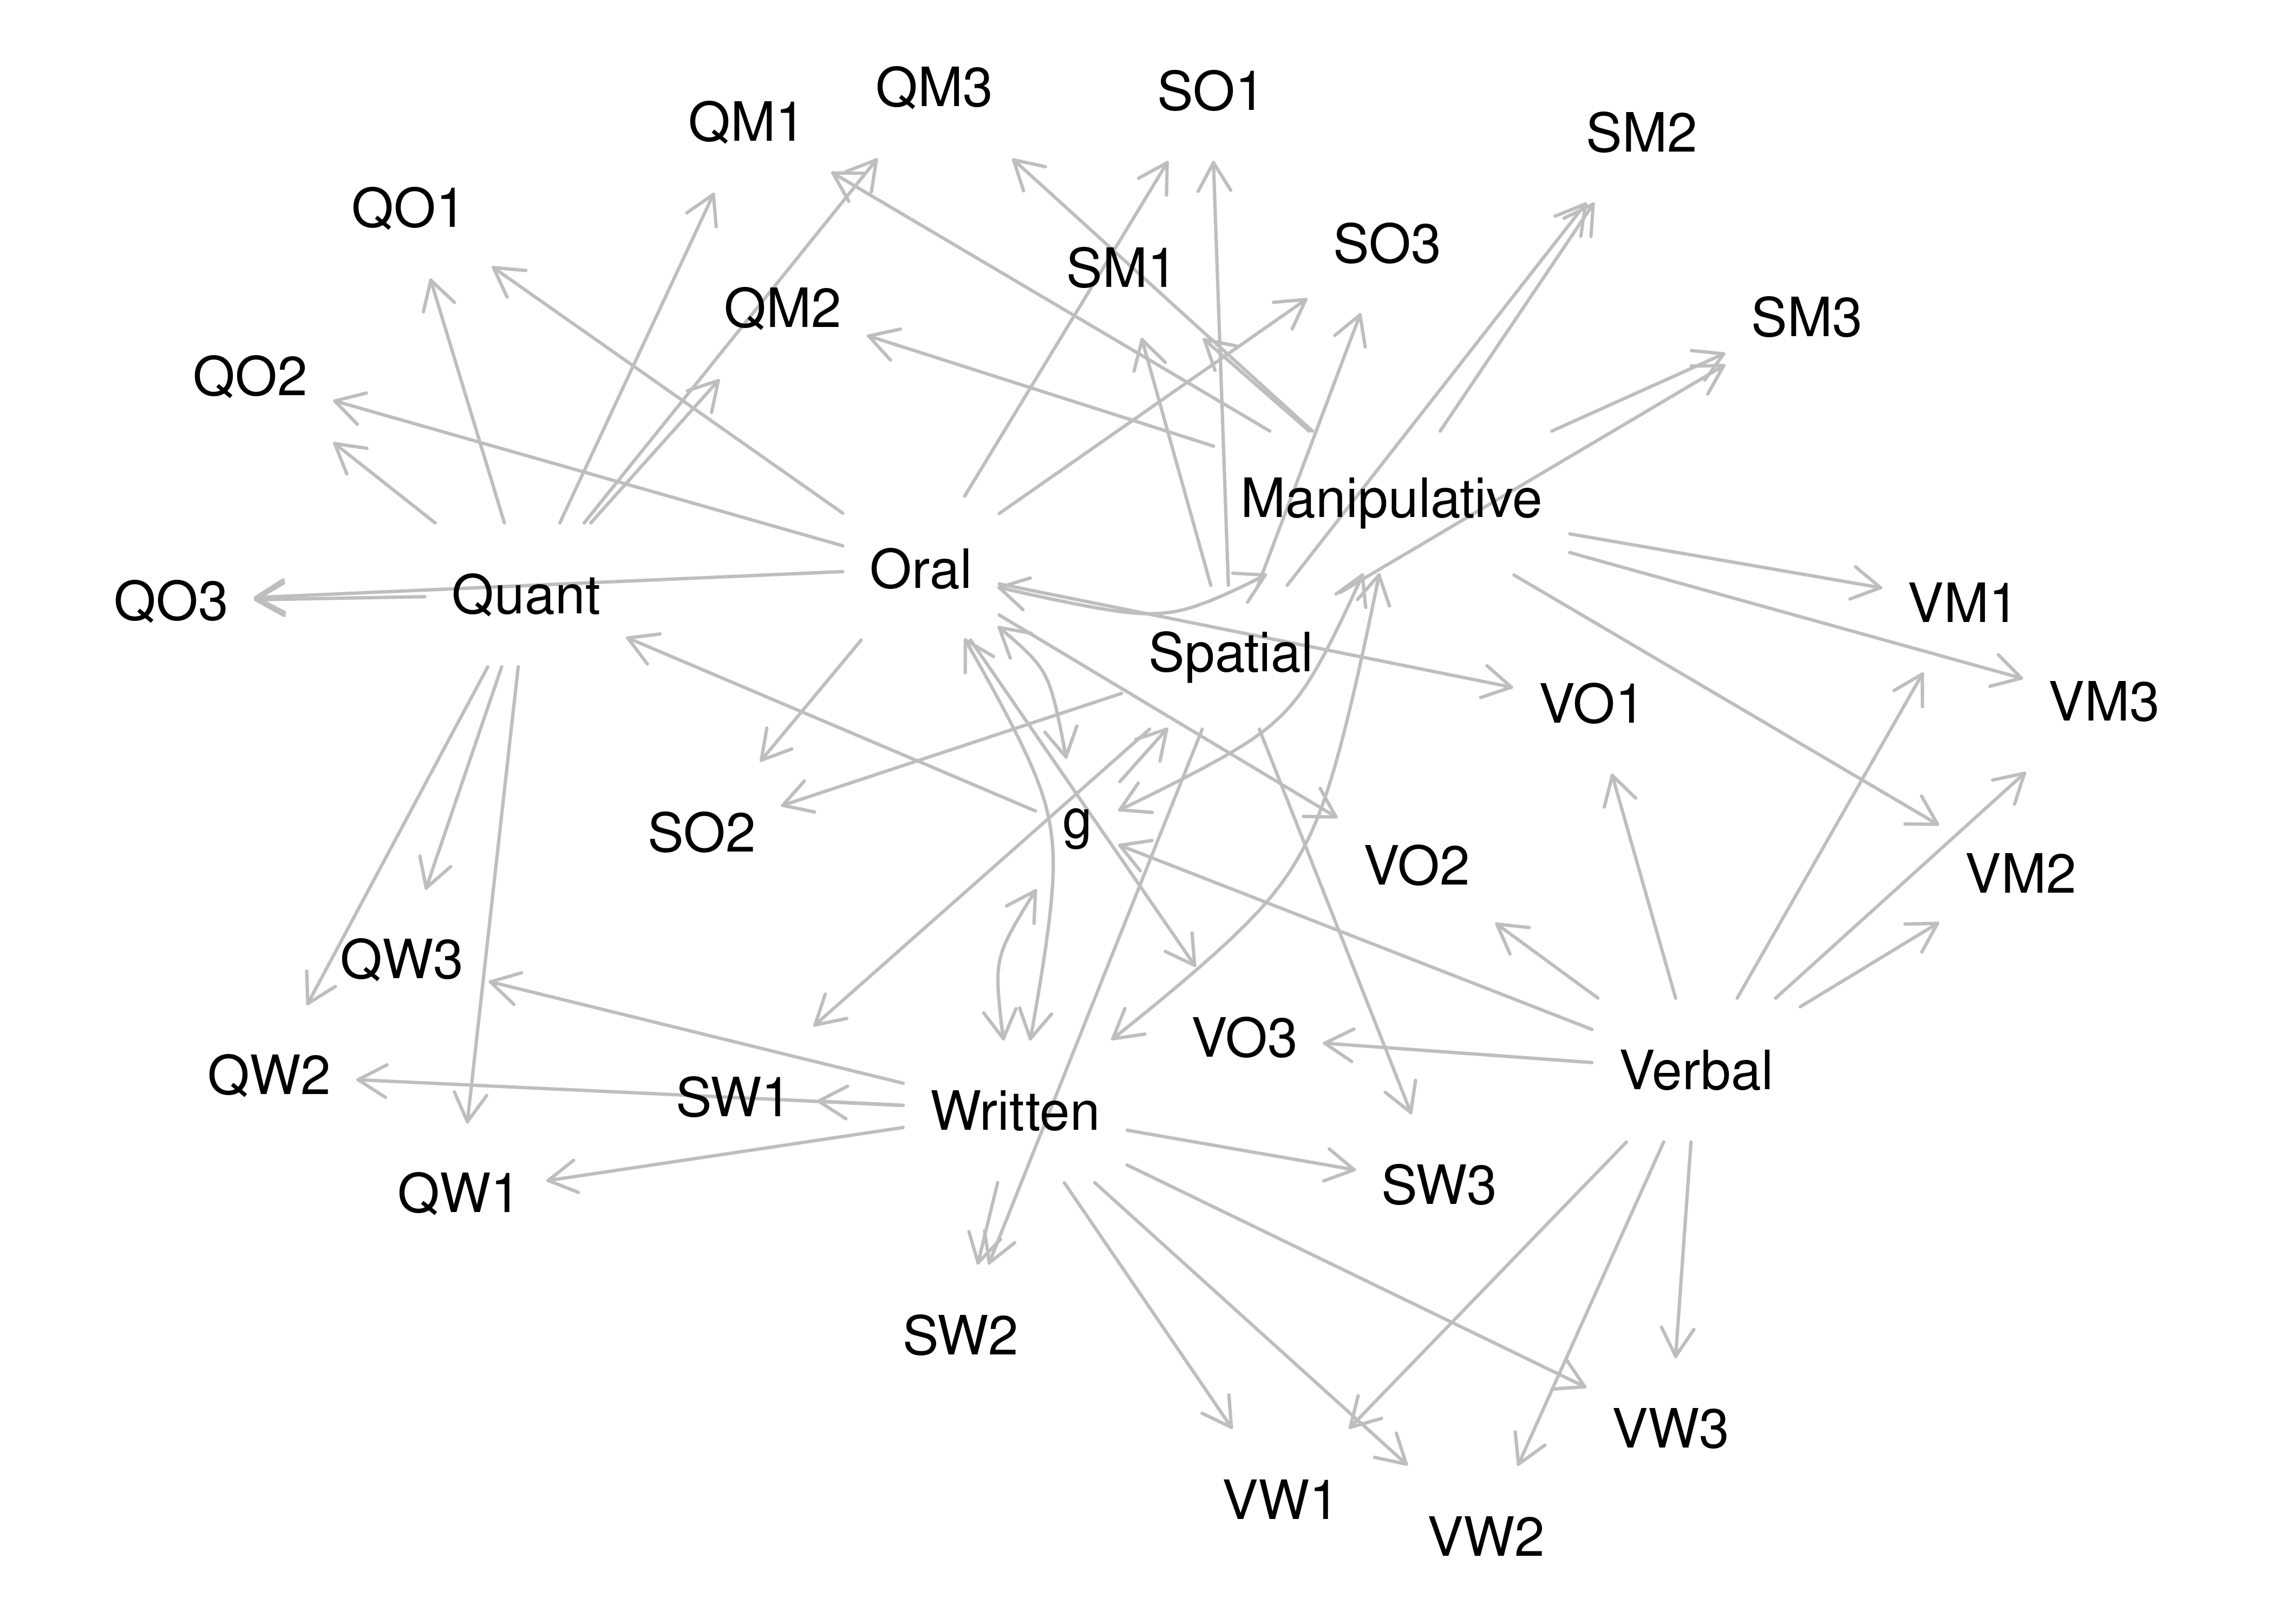 QM3
SO1
QM1
SM2
QO1
SO3
SM1
QM2
SM3
QO2
Manipulative
Oral
Quant
QO3
VM1
Spatial
VO1
VM3
g
SO2
VO2
VM2
QW3
VO3
Verbal
QW2
SW1
Written
SW3
QW1
SW2
VW3
VW1
VW2